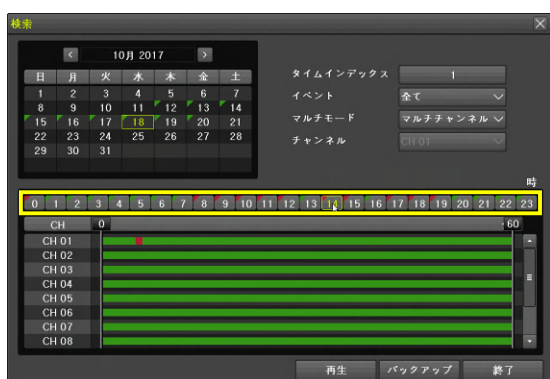 検索
< 10月 2017 >
日 月 火 水 木 金 土
1 2 3 4 5 6 7
8 9 10 11 12 13 14
15 16 17 18 19 20 21
22 23 24 25 26 27 28
29 30 31
タイムインデックス 1
イベント 全て
マルチモード マルチチャンネル
チャンネル CH 01
時
0 1 2 3 4 5 6 7 8 9 10 11 12 13 14 15 16 17 18 19 20 21 22 23
CH 0 60
CH 01
CH 02
CH 03
CH 04
CH 05
CH 06
CH 07
CH 08
再生 バックアップ 終了